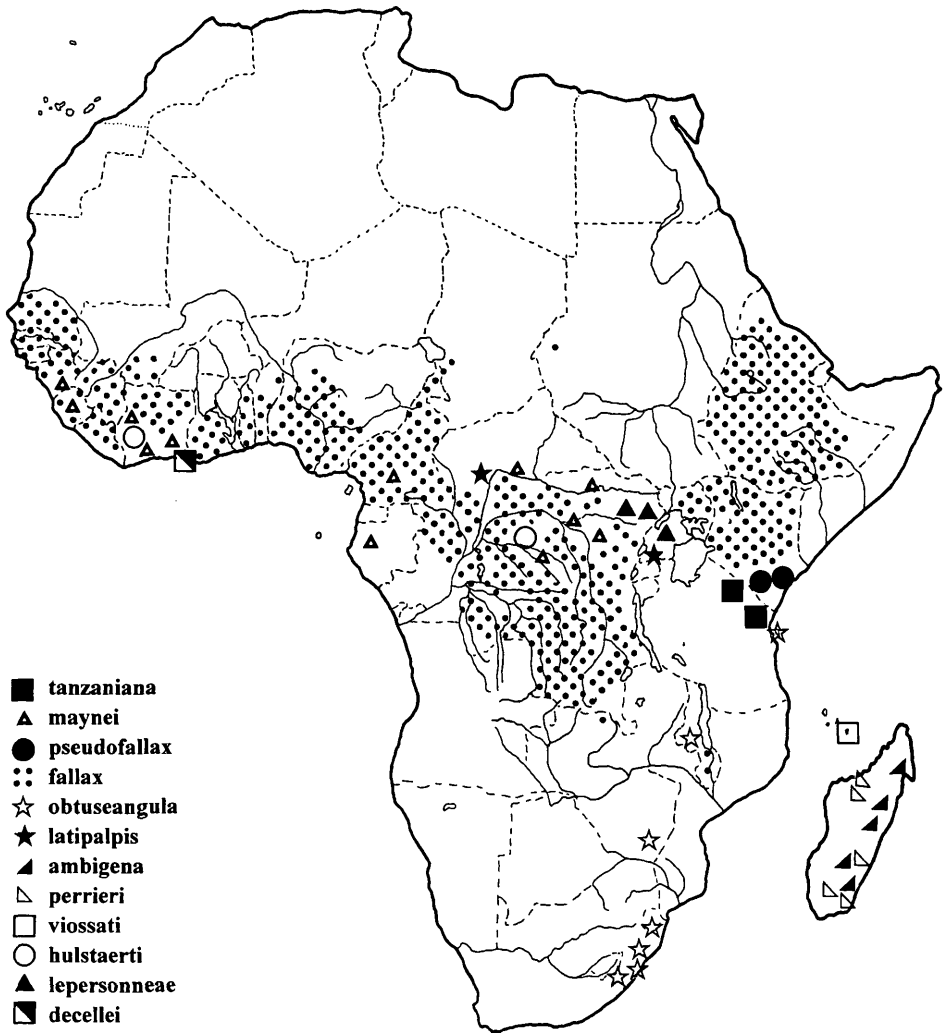 tanzaniana
maynei
pseudofallax
fallax
obtuseangula
latipalpis
ambigena
perrieri
viossati
hulstaerti
lepersonneae
decellei